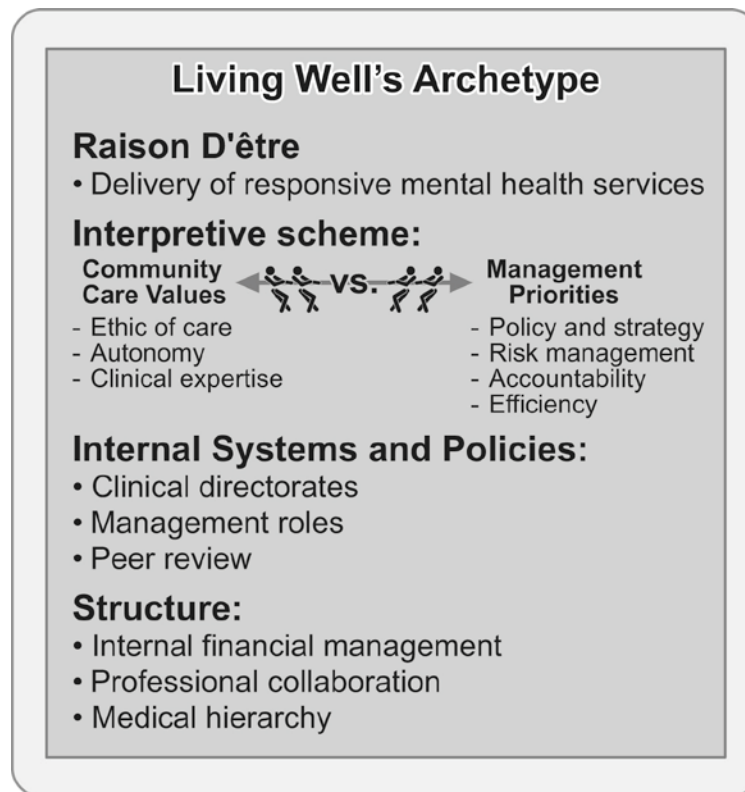 Living Well's Archetype
Raison D'être
• Delivery of responsive mental health services
Interpretive scheme:
Community
Care Values
VS.
Management
Priorities
- Ethic of care
- Autonomy
- Clinical expertise
- Policy and strategy
- Risk management
- Accountability
- Efficiency
Internal Systems and Policies:
• Clinical directorates
• Management roles
• Peer review
Structure:
• Internal financial management
• Professional collaboration
• Medical hierarchy